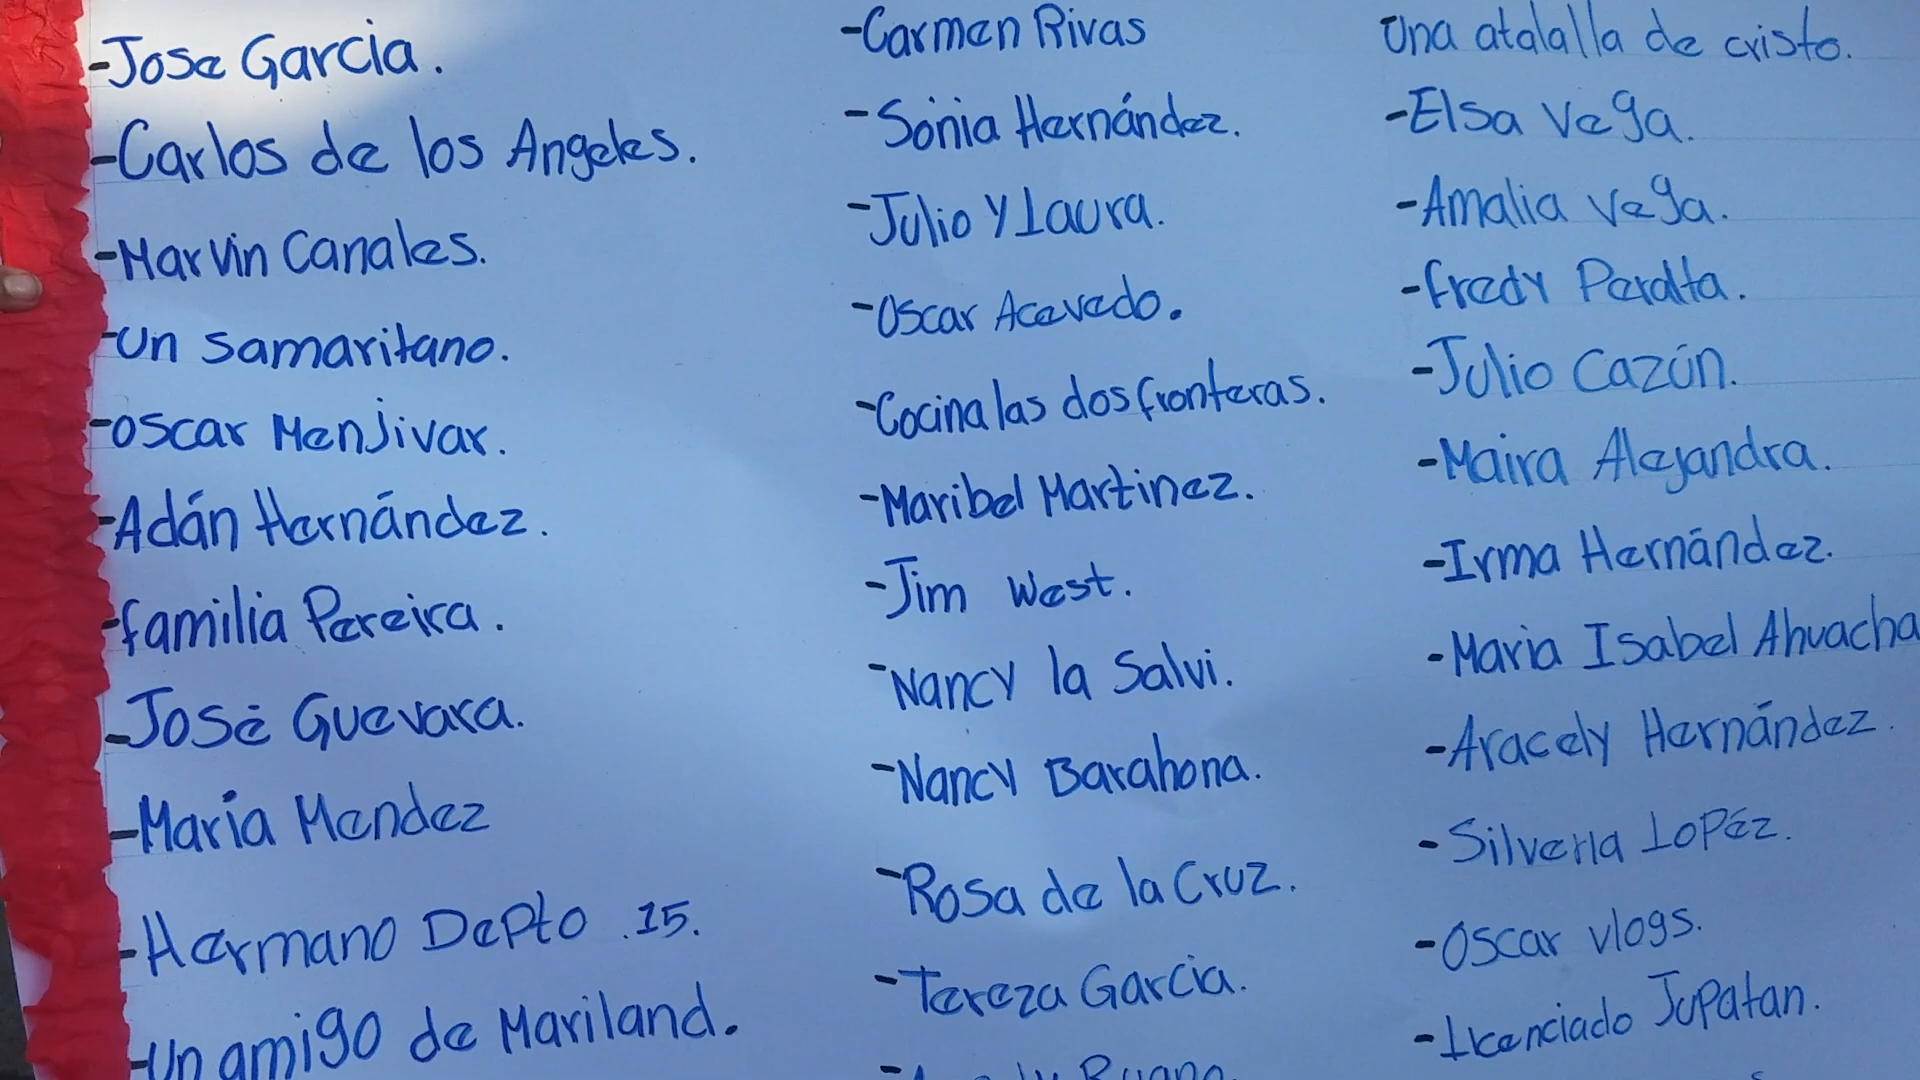 -Jose Garcia.
-Carlos de los Angeles.
-Marvin Canales.
-Un samaritano.
-Oscar Menjivar.
-Adán Hernández.
-familia Pereira.
-José Guevara.
-Maria Mendez
-Hermano Depto .15.
-Un amigo de Mariland.
-Carmen Rivas
-Sónia Hernández.
-Julio Y Laura.
-Oscar Acevedo.
-Cocina las dos fronteras.
-Maribel Martinez.
-Jim West.
-Nancy la Salvi.
-Nancy Barahona.
-Rosa de la Cruz.
-Tereza Garcia.
Ruano.
Una atalalla de cristo.
-Elsa Vega.
-Amalia Vega.
-fredy Peralta.
-Julio Cazún.
-Maira Alejandra.
-Irma Hernández.
-Maria Isabel Ahuacha
-Aracely Hernández.
-Silveria Lopéz.
-Oscar vlogs.
-Licenciado Jupatan.